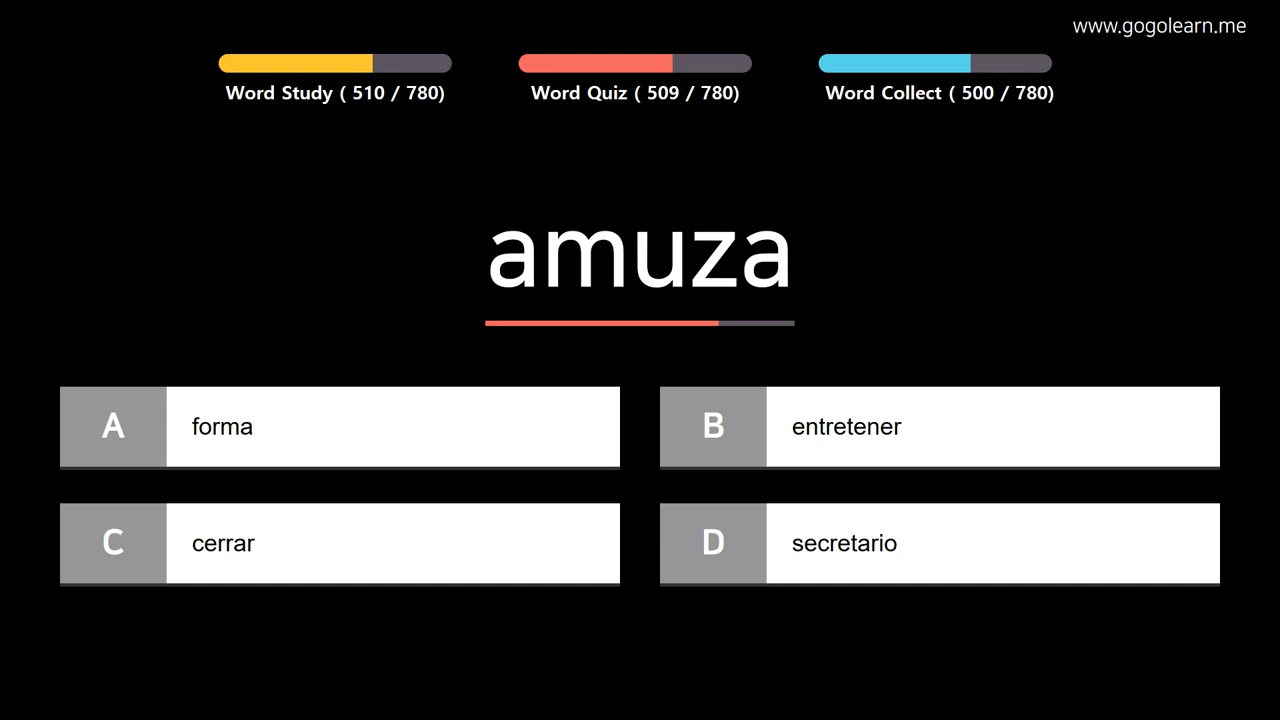 www.gogolearn.me
Word Study ( 510 / 780)
Word Quiz ( 509 / 780)
Word Collect ( 500 / 780)
amuza
A forma
B entretener
C cerrar
D secretario